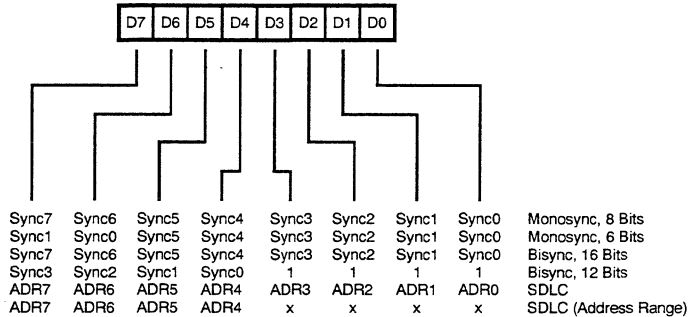 D7 D6 D5 D4 D3 D2 D1 D0
Sync7 Sync6 Sync5 Sync4 Sync3 Sync2 Sync1 Sync0 Monosync, 8 Bits
Sync1 Sync0 Sync5 Sync4 Sync3 Sync2 Sync1 Sync0 Monosync, 6 Bits
Sync7 Sync6 Sync5 Sync4 Sync3 Sync2 Sync1 Sync0 Bisync, 16 Bits
Sync3 Sync2 Sync1 Sync0 1 1 1 1 Bisync, 12 Bits
ADR7 ADR6 ADR5 ADR4 ADR3 ADR2 ADR1 ADR0 SDLC
ADR7 ADR6 ADR5 ADR4 x x x x SDLC (Address Range)